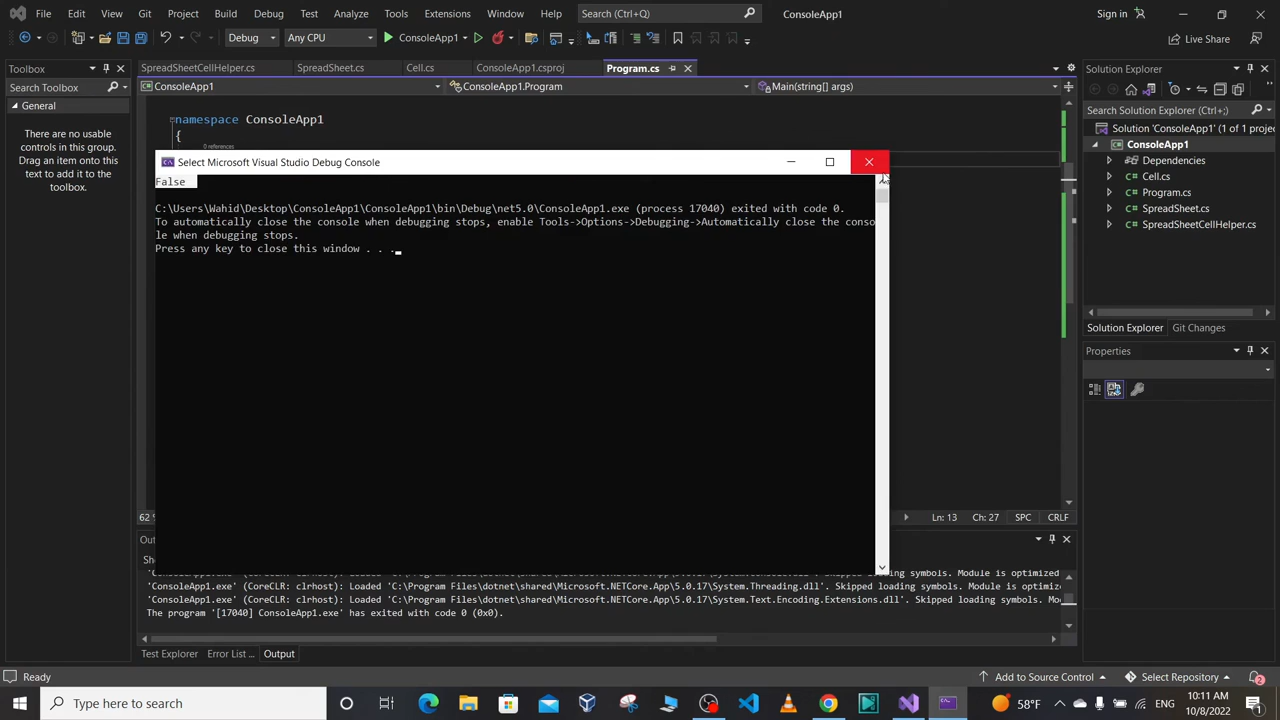 File Edit View Git Project Build Debug Test Analyze Tools Extensions Window Help Search (Ctrl+Q) ConsoleApp1 Sign in
Debug Any CPU ConsoleApp1 Live Share
Toolbox
Search Toolbox
General
There are no usable
controls in this group.
Drag an item onto this
text to add it to the
toolbox.
SpreadSheetCellHelper.cs SpreadSheet.cs Cell.cs ConsoleApp1.csproj Program.cs
ConsoleApp1 ConsoleApp1.Program Main(string[] args)
namespace ConsoleApp1
{
0 references
Select Microsoft Visual Studio Debug Console
False
C:\Users\Wahid\Desktop\ConsoleApp1\ConsoleApp1\bin\Debug\net5.0\ConsoleApp1.exe (process 17040) exited with code 0.
To automatically close the console when debugging stops, enable Tools->Options->Debugging->Automatically close the conso
le when debugging stops.
Press any key to close this window . . .
62 %
Ln: 13 Ch: 27 SPC CRLF
'ConsoleApp1.exe' (CoreCLR: clrhost): Loaded 'C:\Program Files\dotnet\shared\Microsoft.NETCore.App\5.0.17\System.Threading.dll'. Skipped loading symbols. Module is optimized
'ConsoleApp1.exe' (CoreCLR: clrhost): Loaded 'C:\Program Files\dotnet\shared\Microsoft.NETCore.App\5.0.17\System.Text.Encoding.Extensions.dll'. Skipped loading symbols.
The program '[17040] ConsoleApp1.exe' has exited with code 0 (0x0).
Test Explorer Error List ... Output
Solution Explorer
Search Solution Explorer (Ctrl+;)
Solution 'ConsoleApp1' (1 of 1 projec
ConsoleApp1
Dependencies
Cell.cs
Program.cs
SpreadSheet.cs
SpreadSheetCellHelper.cs
Solution Explorer Git Changes
Properties
Ready
Add to Source Control Select Repository 2
Type here to search
58°F
10:11 AM
10/8/2022
2